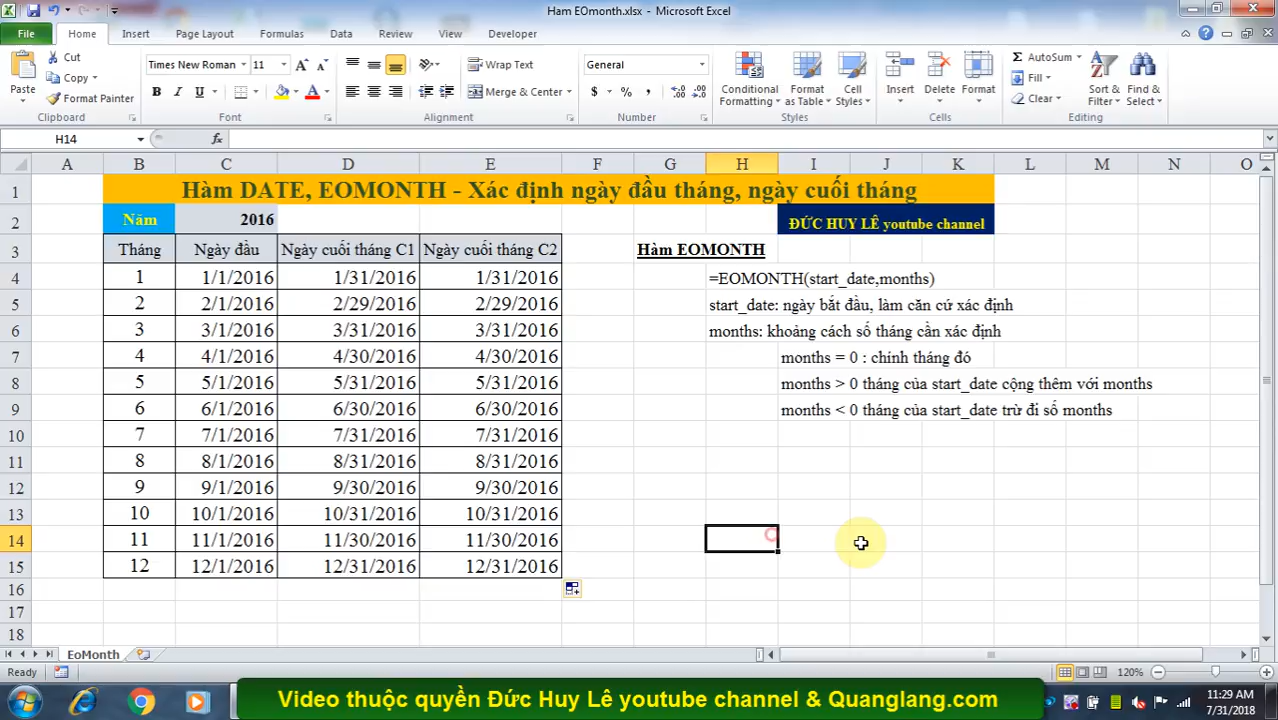 Ham EOmonth.xlsx - Microsoft Excel
File Home Insert Page Layout Formulas Data Review View Developer
Paste Cut Copy Format Painter Clipboard
Times New Roman 11 B I U A Font
Wrap Text Merge & Center Alignment
General $ % , Number
Conditional Formatting Format as Table Cell Styles Styles
Insert Delete Format Cells
AutoSum Fill Clear Sort & Filter Find & Select Editing
H14 fx
A B C D E F G H I J K L M N O
1 Hàm DATE, EOMONTH - Xác định ngày đầu tháng, ngày cuối tháng
2 Năm 2016 ĐỨC HUY LÊ youtube channel
3 Tháng Ngày đầu Ngày cuối tháng C1 Ngày cuối tháng C2 Hàm EOMONTH
4 1 1/1/2016 1/31/2016 1/31/2016 =EOMONTH(start_date,months)
5 2 2/1/2016 2/29/2016 2/29/2016 start_date: ngày bắt đầu, làm căn cứ xác định
6 3 3/1/2016 3/31/2016 3/31/2016 months: khoảng cách số tháng cần xác định
7 4 4/1/2016 4/30/2016 4/30/2016 months = 0 : chính tháng đó
8 5 5/1/2016 5/31/2016 5/31/2016 months > 0 tháng của start_date cộng thêm với months
9 6 6/1/2016 6/30/2016 6/30/2016 months < 0 tháng của start_date trừ đi số months
10 7 7/1/2016 7/31/2016 7/31/2016
11 8 8/1/2016 8/31/2016 8/31/2016
12 9 9/1/2016 9/30/2016 9/30/2016
13 10 10/1/2016 10/31/2016 10/31/2016
14 11 11/1/2016 11/30/2016 11/30/2016
15 12 12/1/2016 12/31/2016 12/31/2016
16
17
18
EoMonth
Ready 120%
Video thuộc quyền Đức Huy Lê youtube channel & Quanglang.com
11:29 AM
7/31/2018